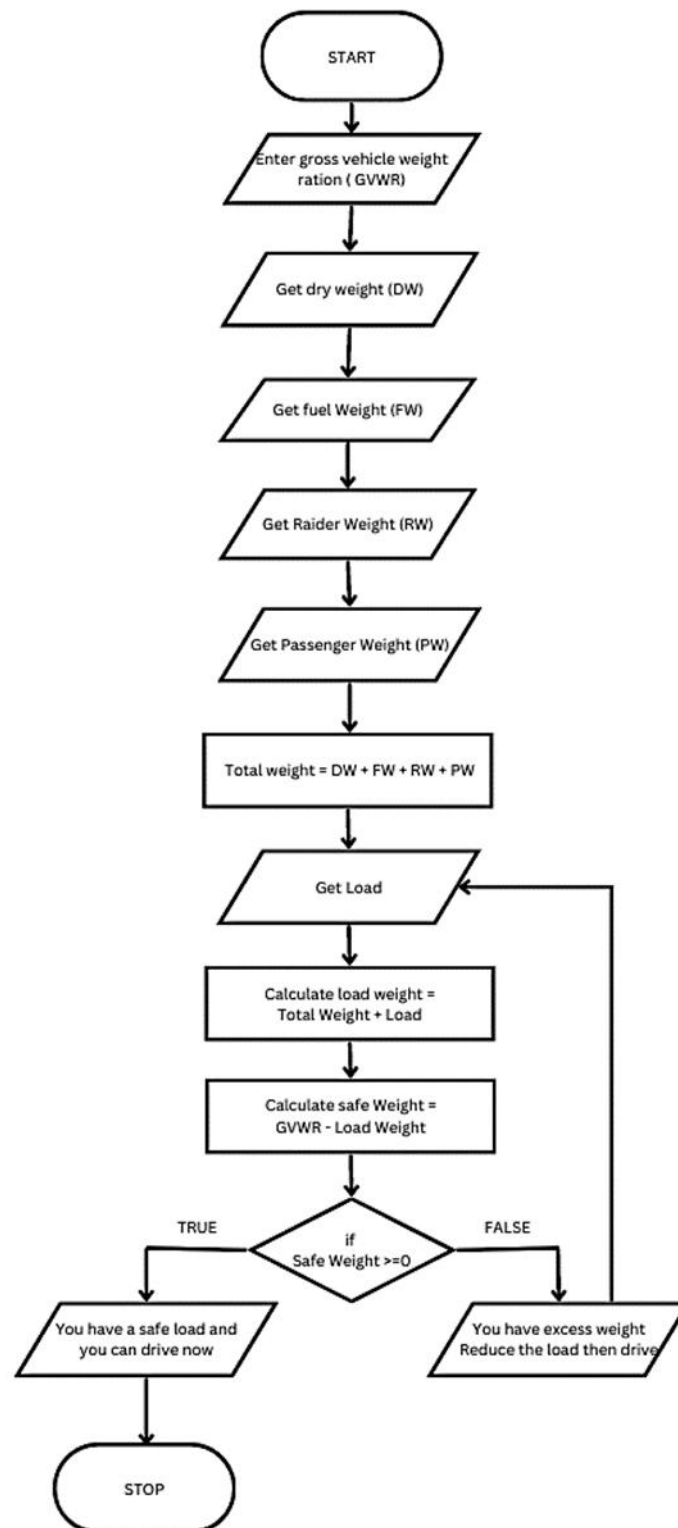 START
Enter gross vehicle weight
ration ( GVWR)
Get dry weight (DW)
Get fuel Weight (FW)
Get Raider Weight (RW)
Get Passenger Weight (PW)
Total weight = DW + FW + RW + PW
Get Load
Calculate load weight =
Total Weight + Load
Calculate safe Weight =
GVWR - Load Weight
TRUE
if
Safe Weight >=0
FALSE
You have a safe load and
you can drive now
You have excess weight
Reduce the load then drive
STOP